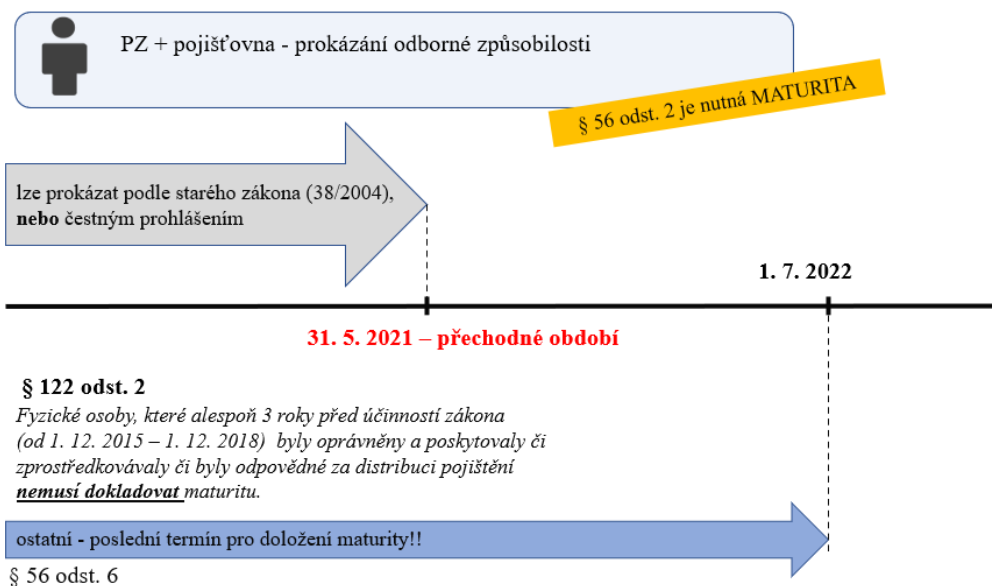 PZ + pojišťovna - prokázání odborné způsobilosti
§ 56 odst. 2 je nutná MATURITA
lze prokázat podle starého zákona (38/2004),
nebo čestným prohlášením
1. 7. 2022
31. 5. 2021 – přechodné období
§ 122 odst. 2
Fyzické osoby, které alespoň 3 roky před účinností zákona
(od 1. 12. 2015 – 1. 12. 2018) byly oprávněny a poskytovaly či
zprostředkovávaly či byly odpovědné za distribuci pojištění
nemusí dokladovat maturitu.
ostatní - poslední termín pro doložení maturity!!
§ 56 odst. 6